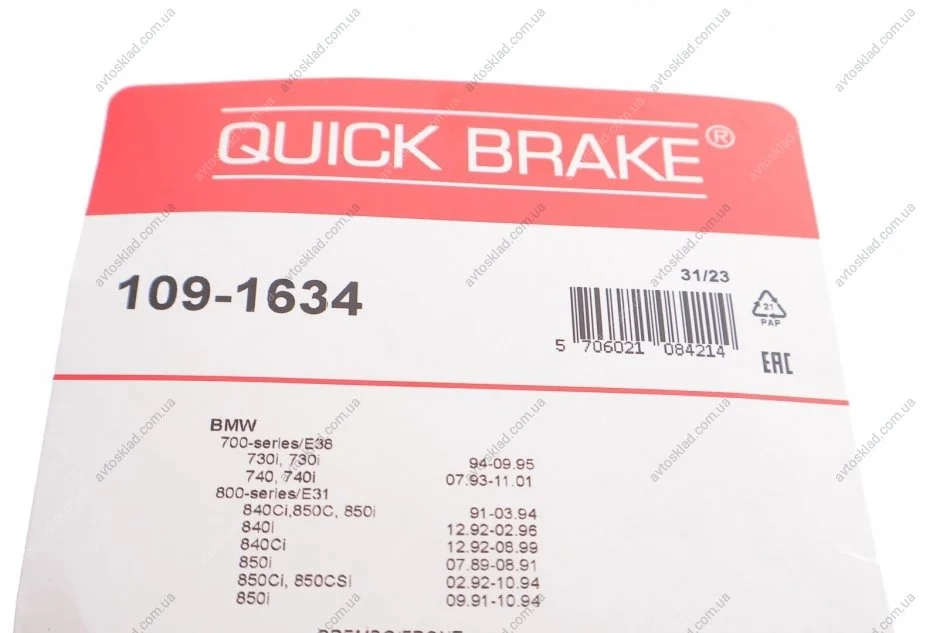 QUICK BRAKE®
109-1634
31/23
5 706021 084214
21
PAP
EAC
BMW
700-series/E38
730i, 730i 94-09.95
740, 740i 07.93-11.01
800-series/E31
840Ci,850C, 850i 91-03.94
840i 12.92-02.96
840Ci 12.92-08.99
850i 07.89-08.91
850Ci, 850CSi 02.92-10.94
850i 09.91-10.94
BREMBO/FRONT
avtosklad.com.ua